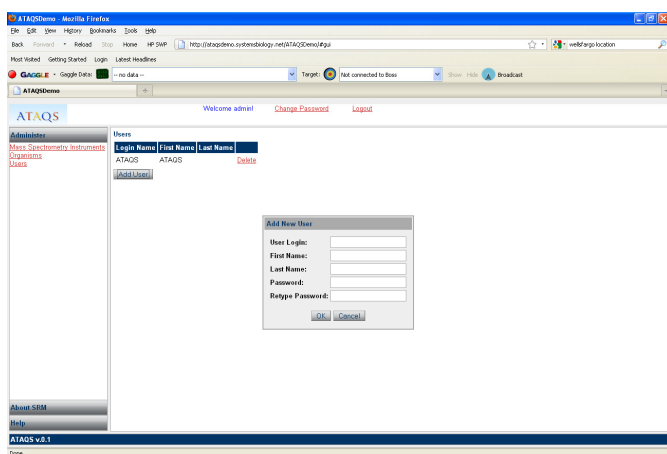 ATAQSDemo - Mozilla Firefox
File Edit View History Bookmarks Tools Help
Back Forward Reload Stop Home HP SWP http://ataqsdemo.systemsbiology.net/ATAQSDemo/#gui wellsfargo location
Most Visited Getting Started Login Latest Headlines
GAGGLE Gaggle Data: -- no data -- Target: Not connected to Boss Show Hide Broadcast
ATAQSDemo
ATAQS
Welcome admin! Change Password Logout
Administer
Mass Spectrometry Instruments
Organisms
Users
Users
Login Name First Name Last Name
ATAQS ATAQS Delete
Add User
Add New User
User Login:
First Name:
Last Name:
Password:
Retype Password:
OK Cancel
About SRM
Help
ATAQS v.0.1
Done